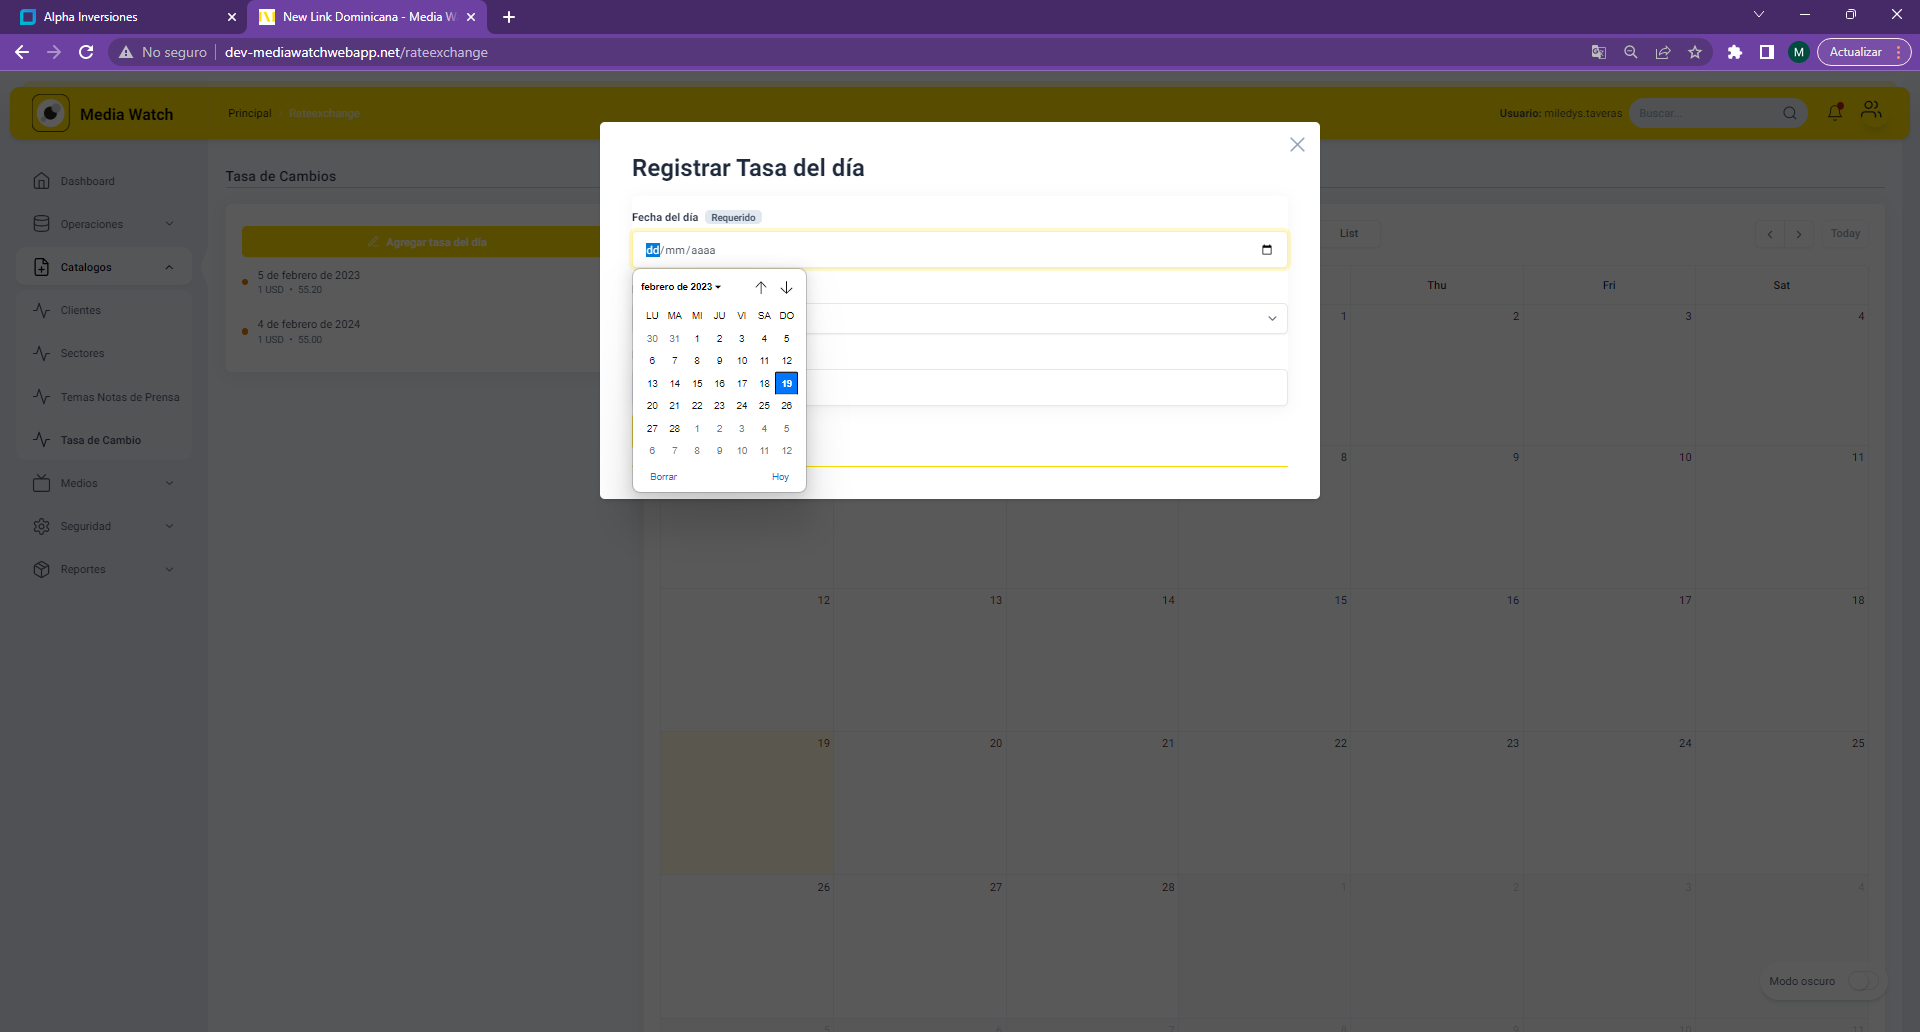 Alpha Inversiones
New Link Dominicana - Media W
No seguro
dev-mediawatchwebapp.net/rateexchange
M
Actualizar
Media Watch
Principal
Rateexchange
Usuario: miledys.taveras
Buscar...
Dashboard
Operaciones
Catalogos
Clientes
Sectores
Temas Notas de Prensa
Tasa de Cambio
Medios
Seguridad
Reportes
Tasa de Cambios
Agregar tasa del día
5 de febrero de 2023
1 USD • 55.20
4 de febrero de 2024
1 USD • 55.00
Registrar Tasa del día
Fecha del día Requerido
dd/mm/aaaa
febrero de 2023
LU MA MI JU VI SA DO
30 31 1 2 3 4 5
6 7 8 9 10 11 12
13 14 15 16 17 18 19
20 21 22 23 24 25 26
27 28 1 2 3 4 5
6 7 8 9 10 11 12
Borrar Hoy
List
Today
Thu Fri Sat
1 2 3 4
8 9 10 11
12 13 14 15 16 17 18
19 20 21 22 23 24 25
26 27 28 1 2 3 4
5 6 7 8 9 10 11
Modo oscuro